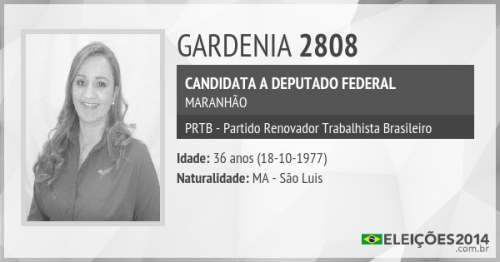 GARDENIA 2808
CANDIDATA A DEPUTADO FEDERAL
MARANHÃO
PRTB - Partido Renovador Trabalhista Brasileiro
Idade: 36 anos (18-10-1977)
Naturalidade: MA - São Luis
ELEIÇÕES2014
.com.br